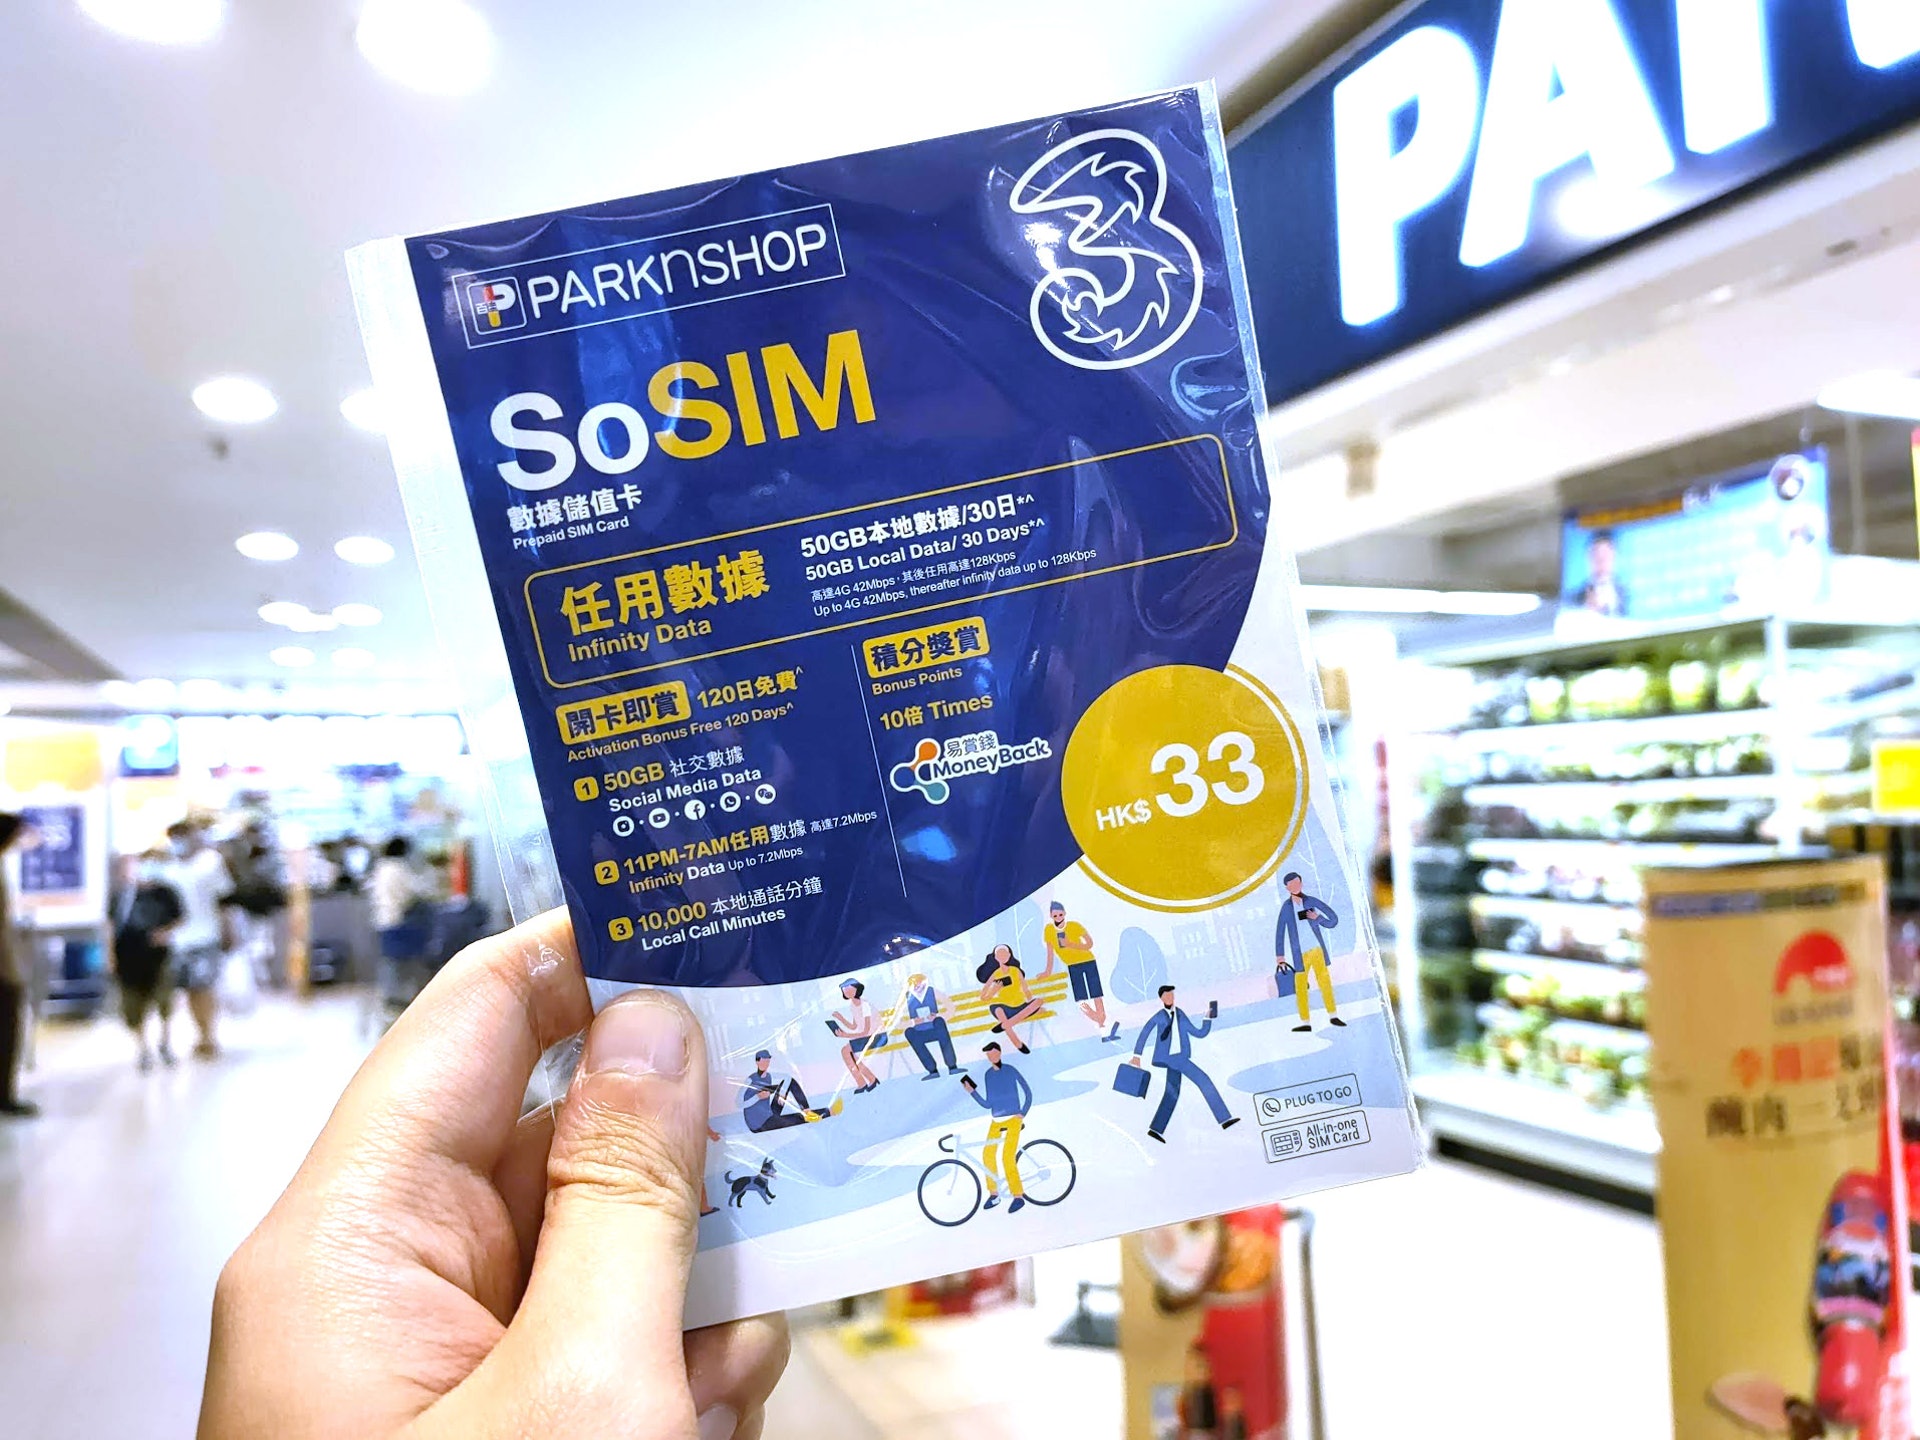 PARKnSHOP
百佳
3
SoSIM
數據儲值卡
Prepaid SIM Card
任用數據
Infinity Data
50GB本地數據/30日*^
50GB Local Data/ 30 Days*^
高達4G 42Mbps，其後任用高達128Kbps
Up to 4G 42Mbps, thereafter infinity data up to 128Kbps
開卡即賞 120日免費^
Activation Bonus Free 120 Days^
1 50GB 社交數據
Social Media Data
2 11PM-7AM任用數據 高達7.2Mbps
Infinity Data Up to 7.2Mbps
3 10,000 本地通話分鐘
Local Call Minutes
積分獎賞
Bonus Points
10倍 Times
易賞錢
MoneyBack
HK$33
PLUG TO GO
All-in-one
SIM Card
PA